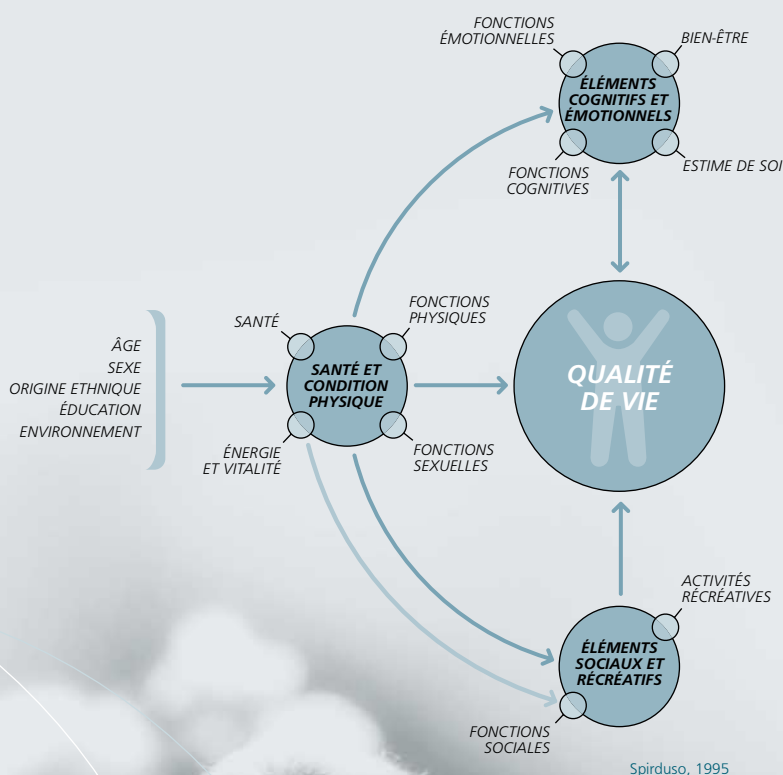 FONCTIONS
ÉMOTIONNELLES
BIEN-ÊTRE
ÉLÉMENTS
COGNITIFS ET
ÉMOTIONNELS
FONCTIONS
COGNITIVES
ESTIME DE SOI
ÂGE
SEXE
ORIGINE ETHNIQUE
ÉDUCATION
ENVIRONNEMENT
SANTÉ
FONCTIONS
PHYSIQUES
SANTÉ ET
CONDITION
PHYSIQUE
ÉNERGIE
ET VITALITÉ
FONCTIONS
SEXUELLES
QUALITÉ
DE VIE
ACTIVITÉS
RÉCRÉATIVES
ÉLÉMENTS
SOCIAUX ET
RÉCRÉATIFS
FONCTIONS
SOCIALES
Spirduso, 1995